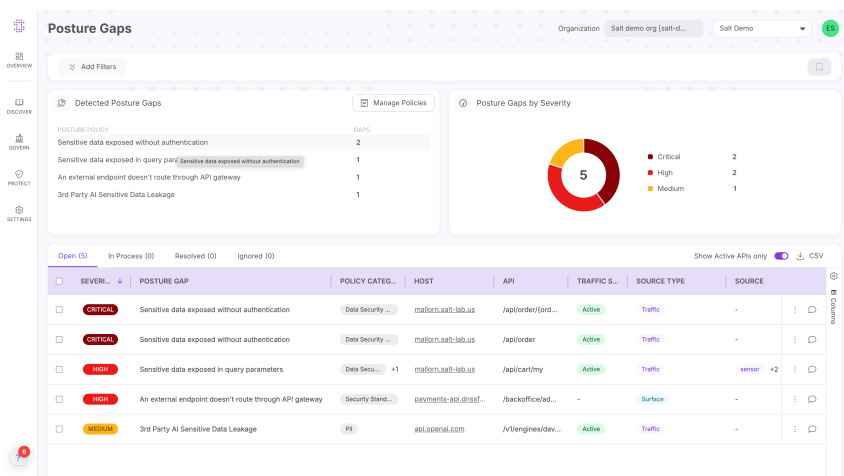 Posture Gaps
Organization
Salt demo org [salt-d...
Salt Demo
ES
OVERVIEW
DISCOVER
GOVERN
PROTECT
SETTINGS
6
?
Add Filters
Detected Posture Gaps
Manage Policies
POSTURE POLICY GAPS
Sensitive data exposed without authentication 2
Sensitive data exposed in query para 1
Sensitive data exposed without authentication
An external endpoint doesn't route through API gateway 1
3rd Party AI Sensitive Data Leakage 1
Posture Gaps by Severity
5
Critical 2
High 2
Medium 1
Open (5) In Process (0) Resolved (0) Ignored (0)
Show Active APIs only CSV
SEVERI... POSTURE GAP POLICY CATEG... HOST API TRAFFIC S... SOURCE TYPE SOURCE
CRITICAL Sensitive data exposed without authentication Data Security ... mallorn.salt-lab.us /api/order/{ord... Active Traffic -
CRITICAL Sensitive data exposed without authentication Data Security ... mallorn.salt-lab.us /api/order Active Traffic -
HIGH Sensitive data exposed in query parameters Data Secu... +1 mallorn.salt-lab.us /api/cart/my Active Traffic sensor +2
HIGH An external endpoint doesn't route through API gateway Security Stand... payments-api.dnssf... /backoffice/ad... - Surface -
MEDIUM 3rd Party AI Sensitive Data Leakage PII api.openai.com /v1/engines/dav... Active Traffic -
Columns